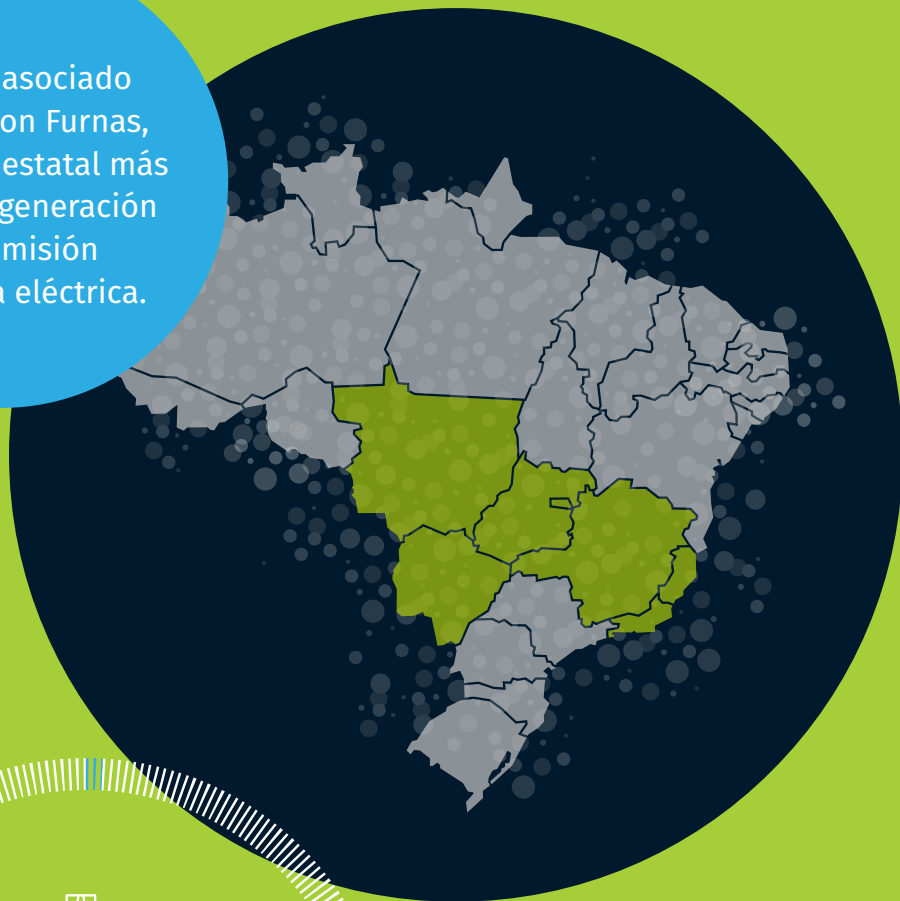 asociado
on Furnas,
estatal más
generación
misión
a eléctrica.